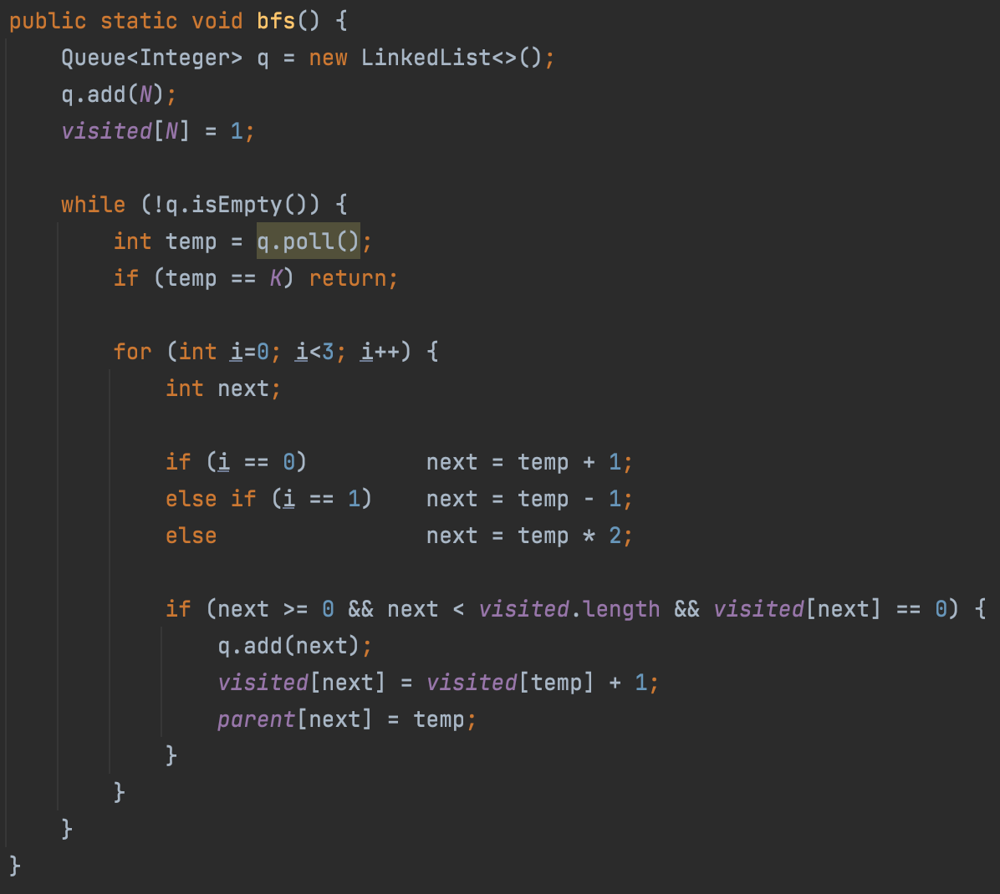 public static void bfs() {
    Queue<Integer> q = new LinkedList<>();
    q.add(N);
    visited[N] = 1;
    while (!q.isEmpty()) {
        int temp = q.poll();
        if (temp == K) return;
        for (int i=0; i<3; i++) {
            int next;
            if (i == 0)         next = temp + 1;
            else if (i == 1)    next = temp - 1;
            else                next = temp * 2;
            if (next >= 0 && next < visited.length && visited[next] == 0) {
                q.add(next);
                visited[next] = visited[temp] + 1;
                parent[next] = temp;
            }
        }
    }
}